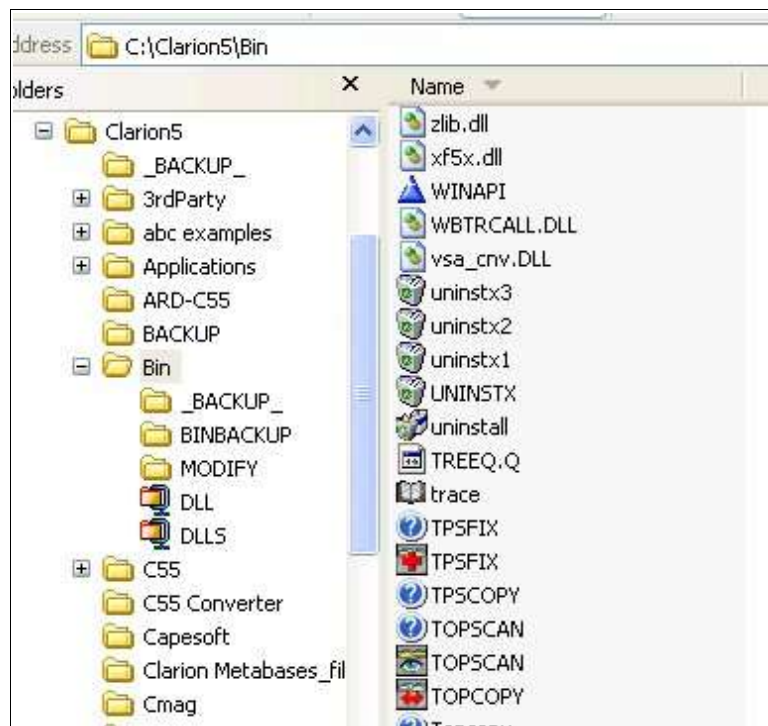 ddress C:\Clarion5\Bin
olders
Clarion5
_BACKUP_
3rdParty
abc examples
Applications
ARD-C55
BACKUP
Bin
_BACKUP_
BINBACKUP
MODIFY
DLL
DLLS
C55
C55 Converter
Capesoft
Clarion Metabases_fil
Cmag
Name
zlib.dll
xf5x.dll
WINAPI
WBTRCALL.DLL
vsa_cnv.DLL
uninstx3
uninstx2
uninstx1
UNINSTX
uninstall
TREEQ.Q
trace
TPSFIX
TPSFIX
TPSCOPY
TOPSCAN
TOPSCAN
TOPCOPY